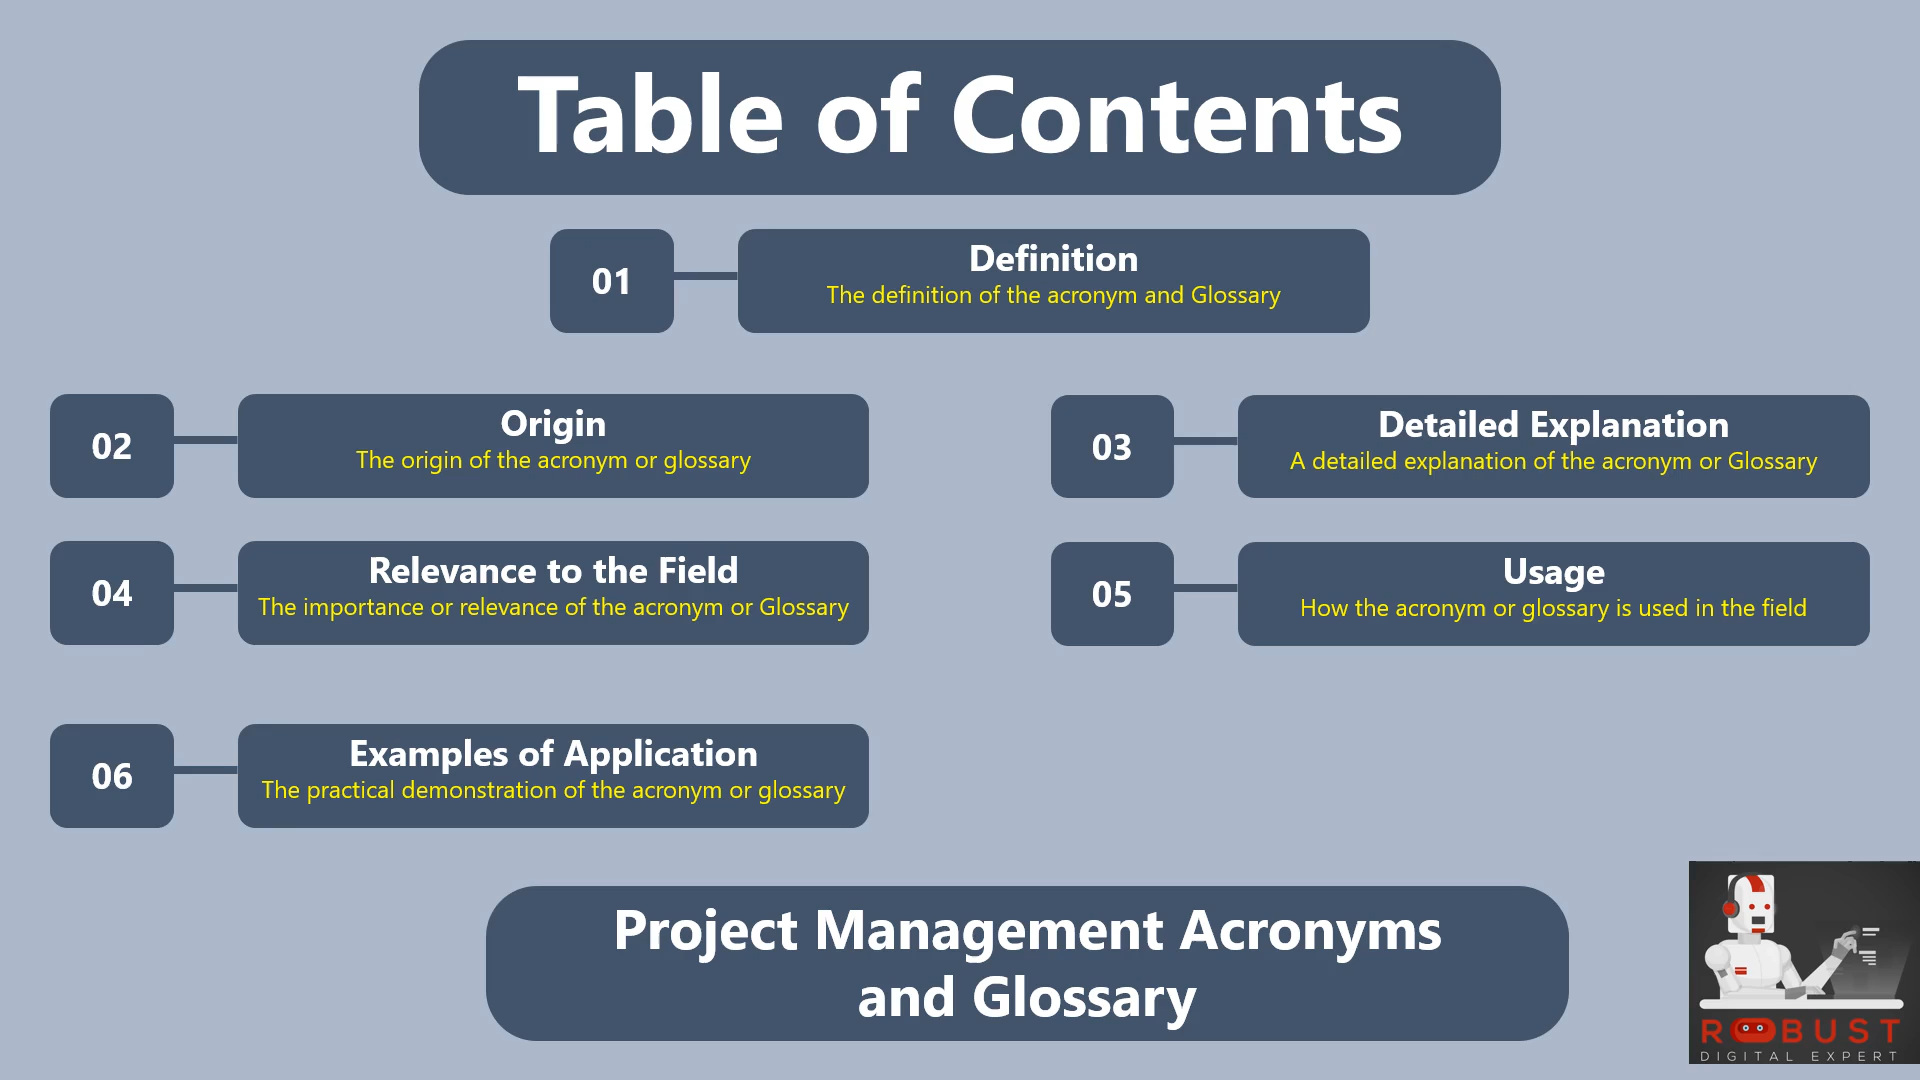 Table of Contents
01
Definition
The definition of the acronym and Glossary
02
Origin
The origin of the acronym or glossary
03
Detailed Explanation
A detailed explanation of the acronym or Glossary
04
Relevance to the Field
The importance or relevance of the acronym or Glossary
05
Usage
How the acronym or glossary is used in the field
06
Examples of Application
The practical demonstration of the acronym or glossary
Project Management Acronyms
and Glossary
ROBUST
DIGITAL EXPERT